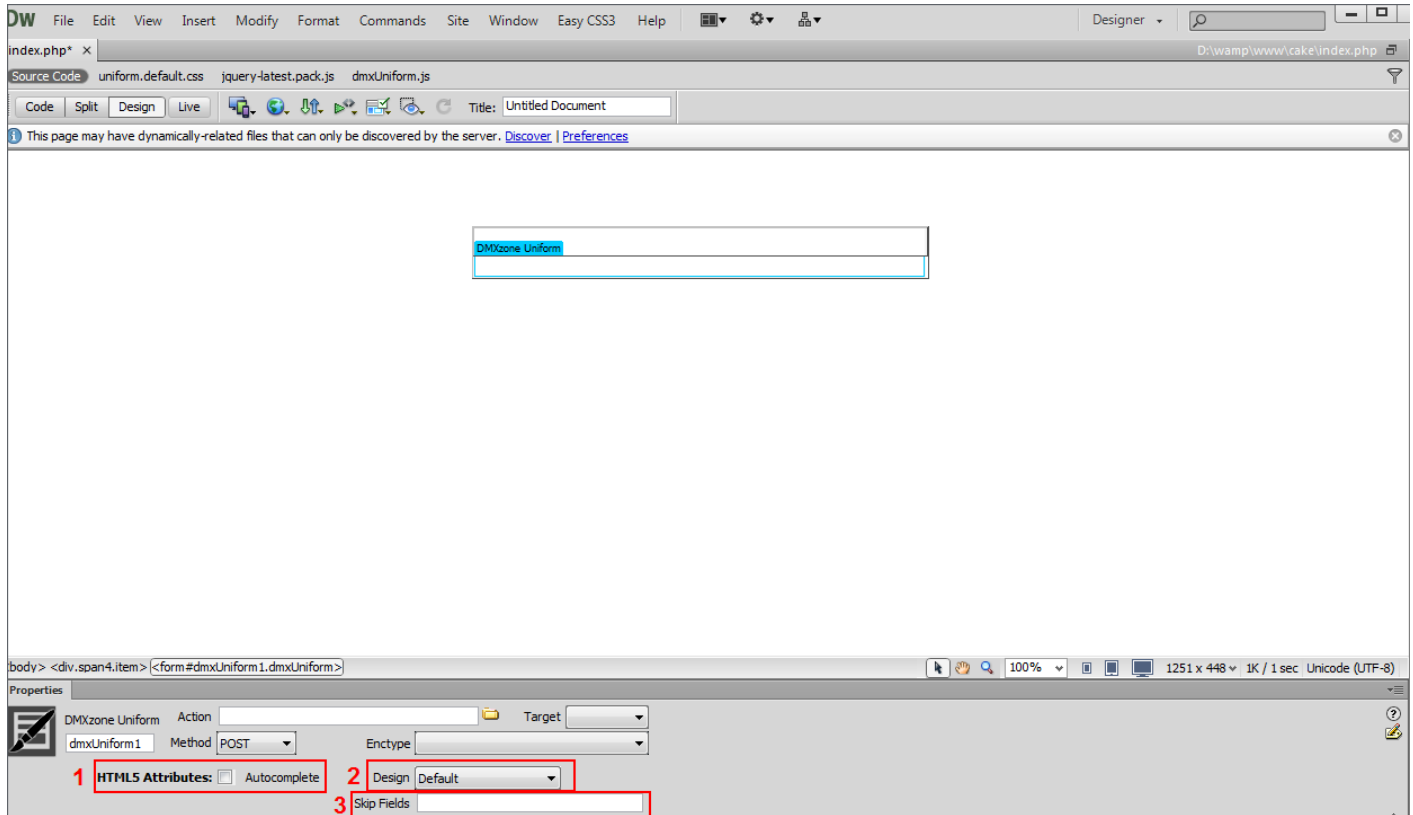 DW File Edit View Insert Modify Format Commands Site Window Easy CSS3 Help Designer
index.php* × D:\wamp\www\cake\index.php
Source Code uniform.default.css jquery-latest.pack.js dmxUniform.js
Code Split Design Live Title: Untitled Document
This page may have dynamically-related files that can only be discovered by the server. Discover | Preferences
DMXzone Uniform
body> <div.span4.item> <form#dmxUniform1.dmxUniform> 100% 1251 x 448 1K / 1 sec Unicode (UTF-8)
Properties
DMXzone Uniform Action Target
dmxUniform1 Method POST Enctype
1 HTML5 Attributes: Autocomplete 2 Design Default
3 Skip Fields